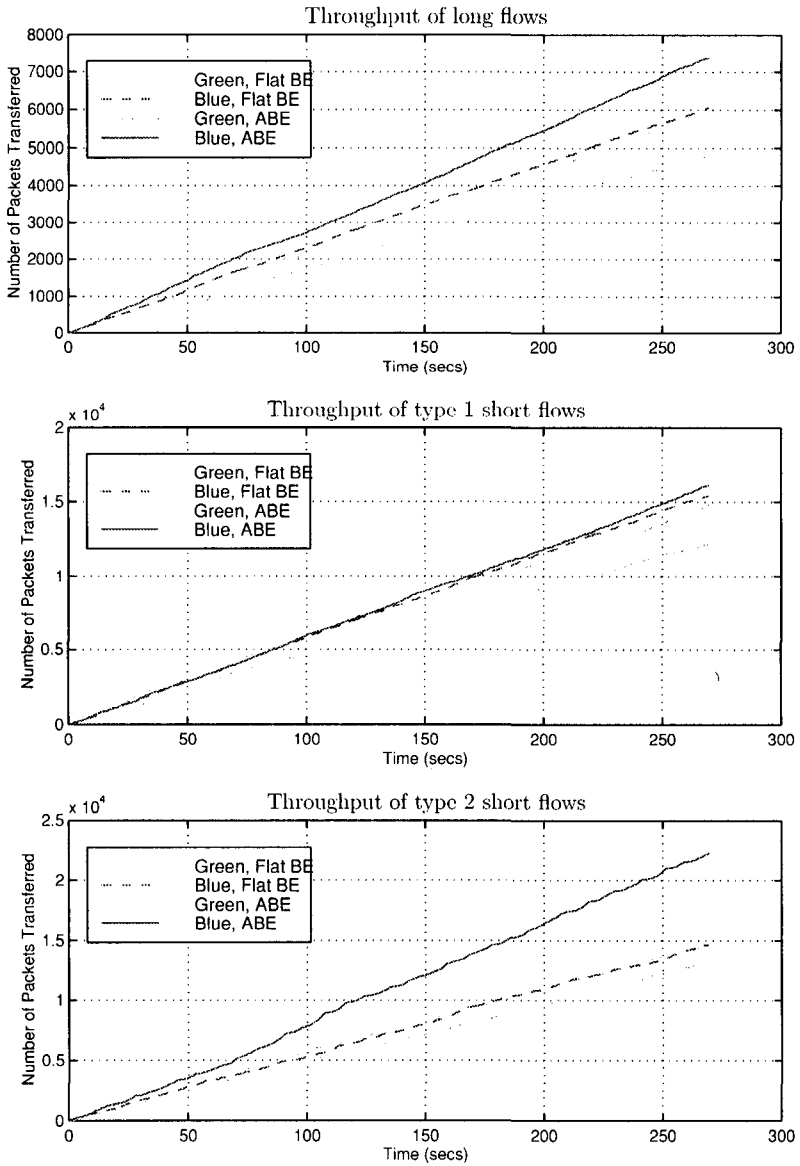 Throughput of long flows
8000
7000
6000
5000
4000
3000
2000
1000
0
Number of Packets Transferred
Green, Flat BE
Blue, Flat BE
Green, ABE
Blue, ABE
0 50 100 150 200 250 300
Time (secs)
Throughput of type 1 short flows
x 10^4
2
1.5
1
0.5
0
Number of Packets Transferred
Green, Flat BE
Blue, Flat BE
Green, ABE
Blue, ABE
0 50 100 150 200 250 300
Time (secs)
Throughput of type 2 short flows
x 10^4
2.5
2
1.5
1
0.5
0
Number of Packets Transferred
Green, Flat BE
Blue, Flat BE
Green, ABE
Blue, ABE
0 50 100 150 200 250 300
Time (secs)